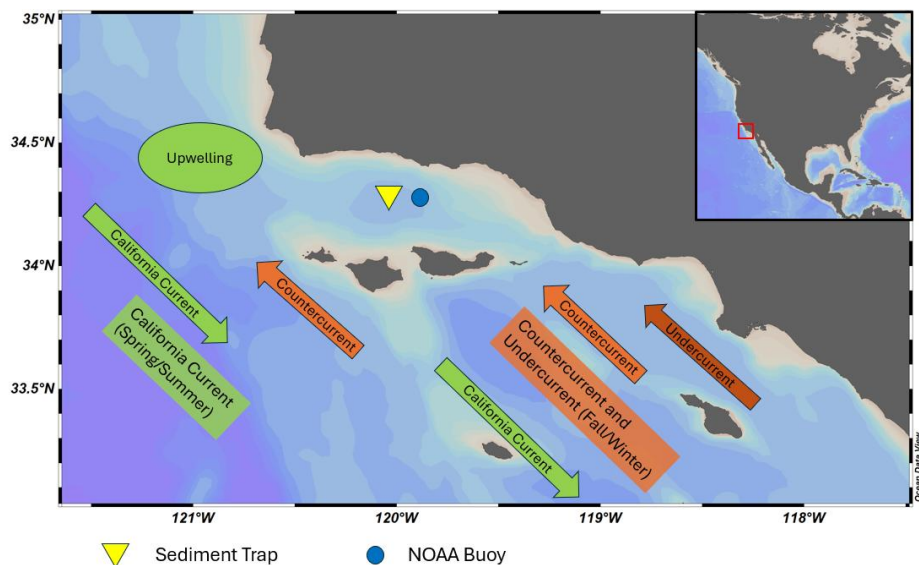 35°N
34.5°N
34°N
33.5°N
Upwelling
California Current
Countercurrent
California Current
(Spring/Summer)
California Current
Countercurrent
Undercurrent
Countercurrent and
Undercurrent (Fall/Winter)
Ocean Data View
121°W
120°W
119°W
118°W
Sediment Trap
NOAA Buoy